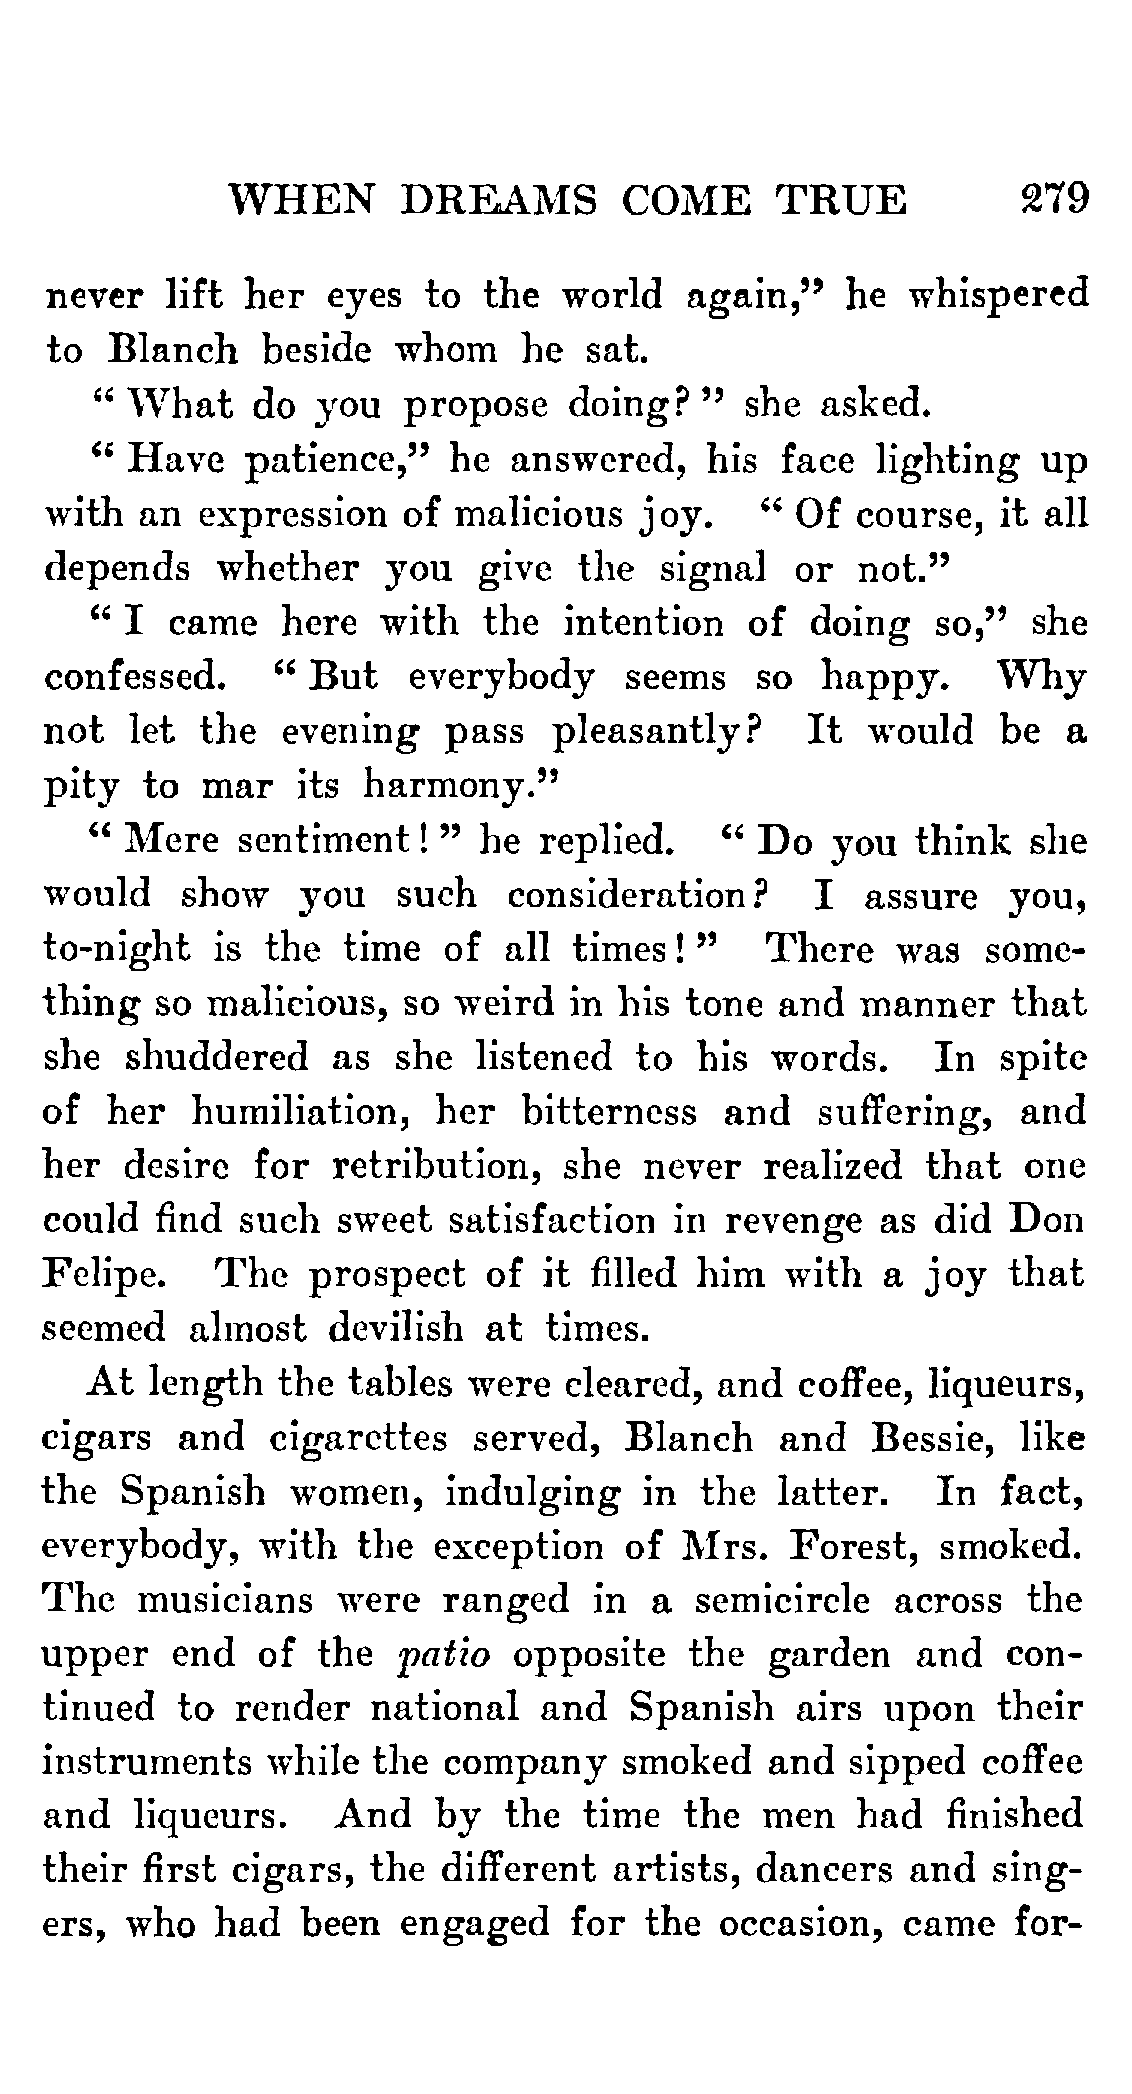 WHEN DREAMS COME TRUE 279
never lift her eyes to the world again,” he whispered
to Blanch beside whom he sat.
“ What do you propose doing? ” she asked.
“ Have patience,” he answered, his face lighting up
with an expression of malicious joy. “ Of course, it all
depends whether you give the signal or not.”
“ I came here with the intention of doing so,” she
confessed. “ But everybody seems so happy. Why
not let the evening pass pleasantly? It would be a
pity to mar its harmony.”
“ Mere sentiment! ” he replied. “ Do you think she
would show you such consideration? I assure you,
to-night is the time of all times! ” There was some-
thing so malicious, so weird in his tone and manner that
she shuddered as she listened to his words. In spite
of her humiliation, her bitterness and suffering, and
her desire for retribution, she never realized that one
could find such sweet satisfaction in revenge as did Don
Felipe. The prospect of it filled him with a joy that
seemed almost devilish at times.
At length the tables were cleared, and coffee, liqueurs,
cigars and cigarettes served, Blanch and Bessie, like
the Spanish women, indulging in the latter. In fact,
everybody, with the exception of Mrs. Forest, smoked.
The musicians were ranged in a semicircle across the
upper end of the patio opposite the garden and con-
tinued to render national and Spanish airs upon their
instruments while the company smoked and sipped coffee
and liqueurs. And by the time the men had finished
their first cigars, the different artists, dancers and sing-
ers, who had been engaged for the occasion, came for-